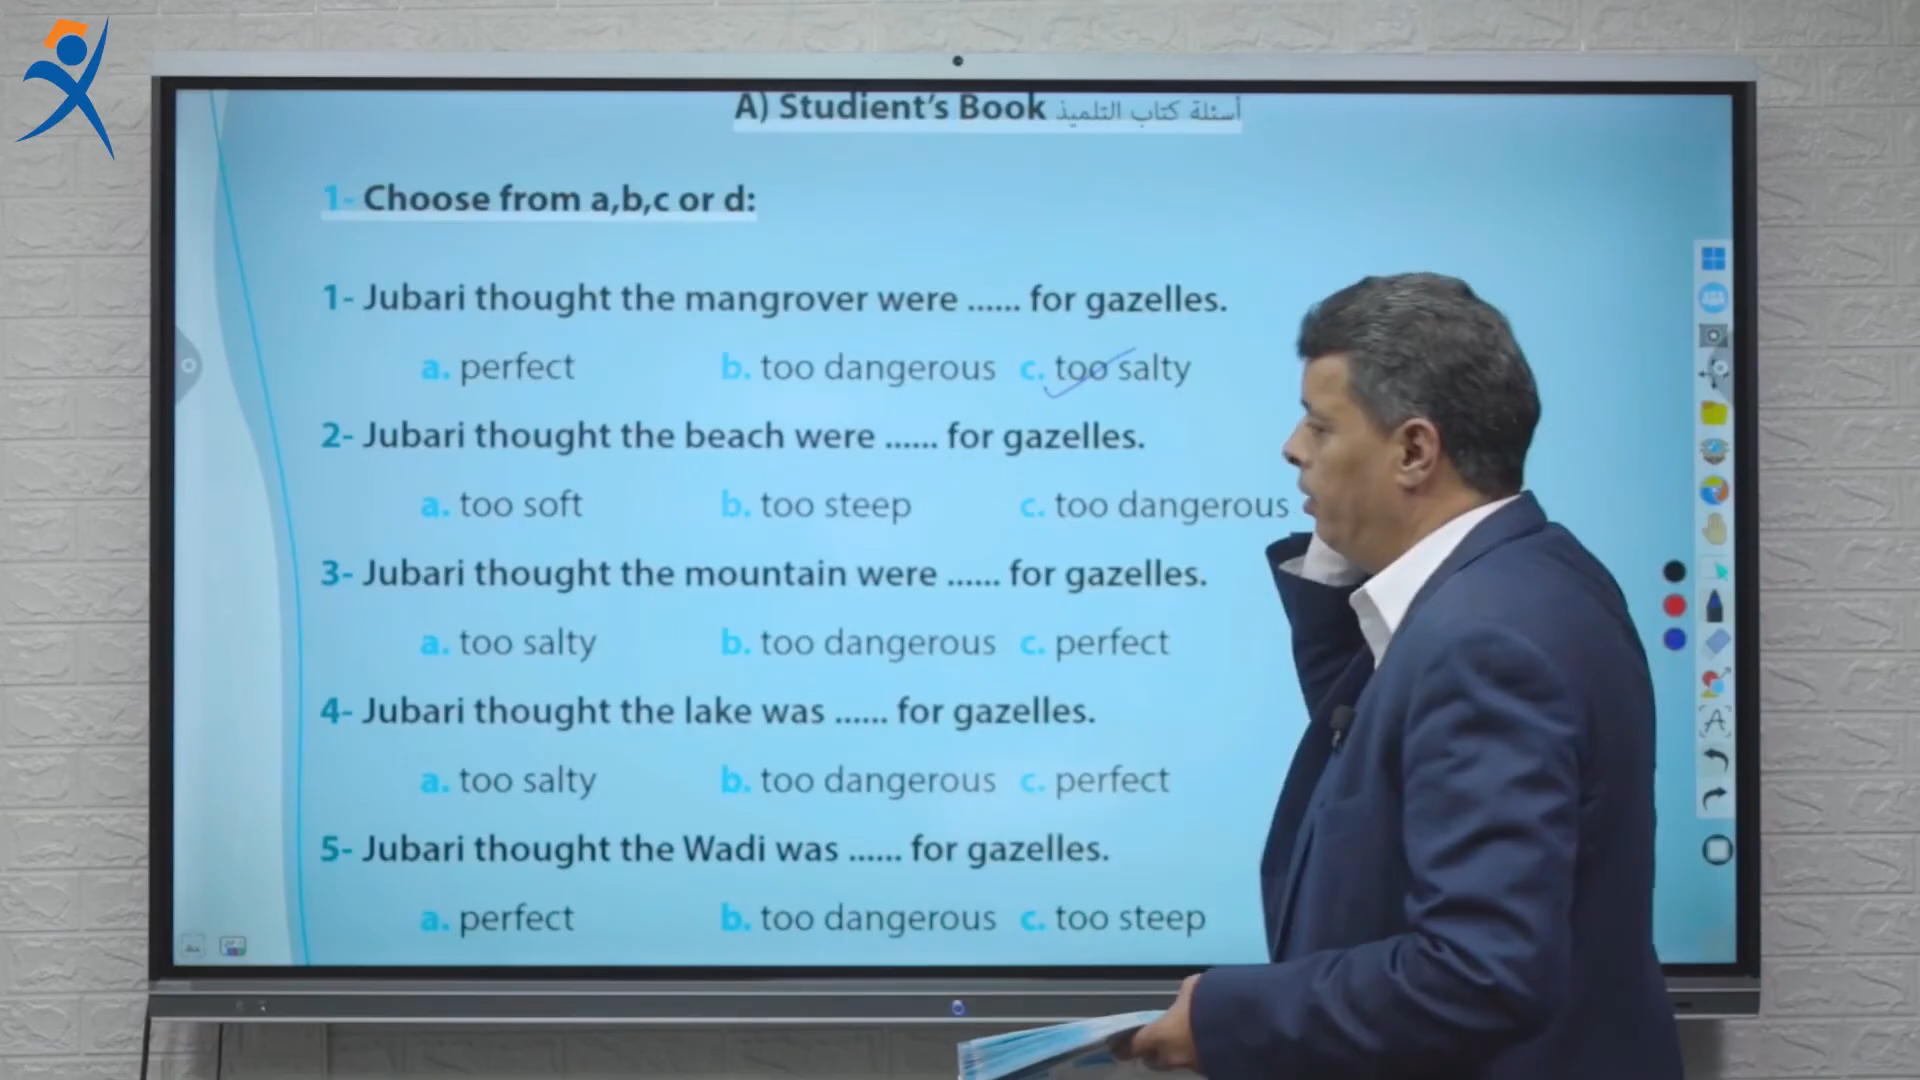 A) Studient's Book أسئلة كتاب التلميذ
1- Choose from a,b,c or d:
1- Jubari thought the mangrover were ...... for gazelles.
a. perfect b. too dangerous c. too salty
2- Jubari thought the beach were ...... for gazelles.
a. too soft b. too steep c. too dangerous
3- Jubari thought the mountain were ...... for gazelles.
a. too salty b. too dangerous c. perfect
4- Jubari thought the lake was ...... for gazelles.
a. too salty b. too dangerous c. perfect
5- Jubari thought the Wadi was ...... for gazelles.
a. perfect b. too dangerous c. too steep